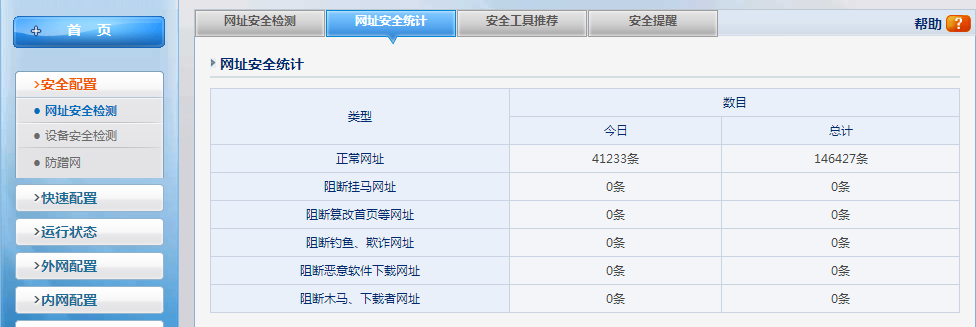 首 页
网址安全检测 网址安全统计 安全工具推荐 安全提醒
帮助 ?
安全配置
网址安全检测
设备安全检测
防蹭网
快速配置
运行状态
外网配置
内网配置
网址安全统计
类型 数目
今日 总计
正常网址 41233条 146427条
阻断挂马网址 0条 0条
阻断篡改首页等网址 0条 0条
阻断钓鱼、欺诈网址 0条 0条
阻断恶意软件下载网址 0条 0条
阻断木马、下载者网址 0条 0条